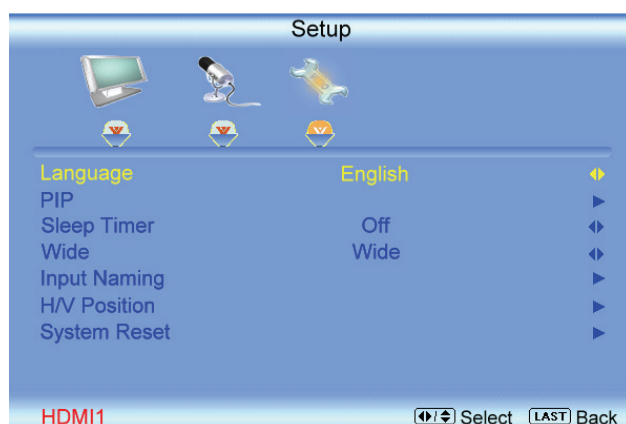 Setup
Language English
PIP
Sleep Timer Off
Wide Wide
Input Naming
H/V Position
System Reset
HDMI1 Select LAST Back